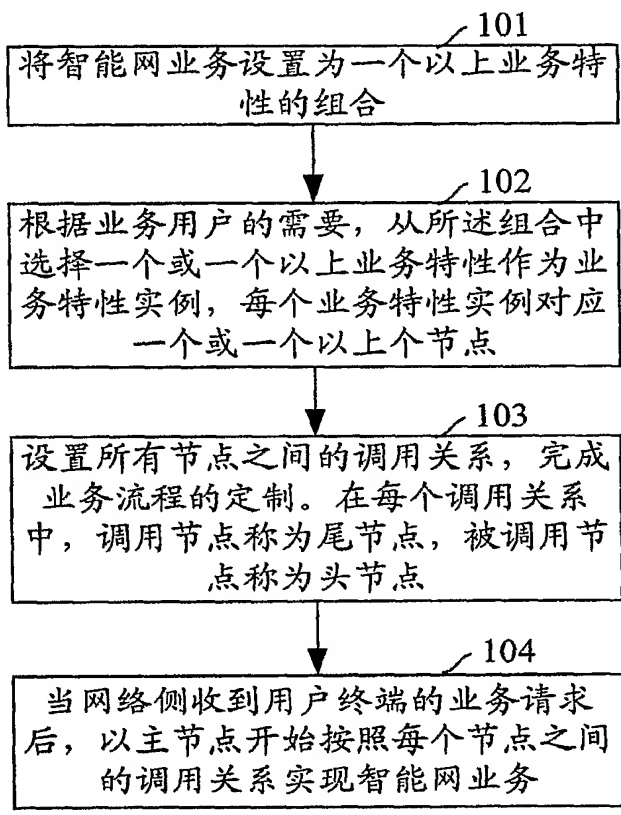 101
将智能网业务设置为一个以上业务特
性的组合
102
根据业务用户的需要，从所述组合中
选择一个或一个以上业务特性作为业
务特性实例，每个业务特性实例对应
一个或一个以上个节点
103
设置所有节点之间的调用关系，完成
业务流程的定制。在每个调用关系
中，调用节点称为尾节点，被调用节
点称为头节点
104
当网络侧收到用户终端的业务请求
后，以主节点开始按照每个节点之间
的调用关系实现智能网业务